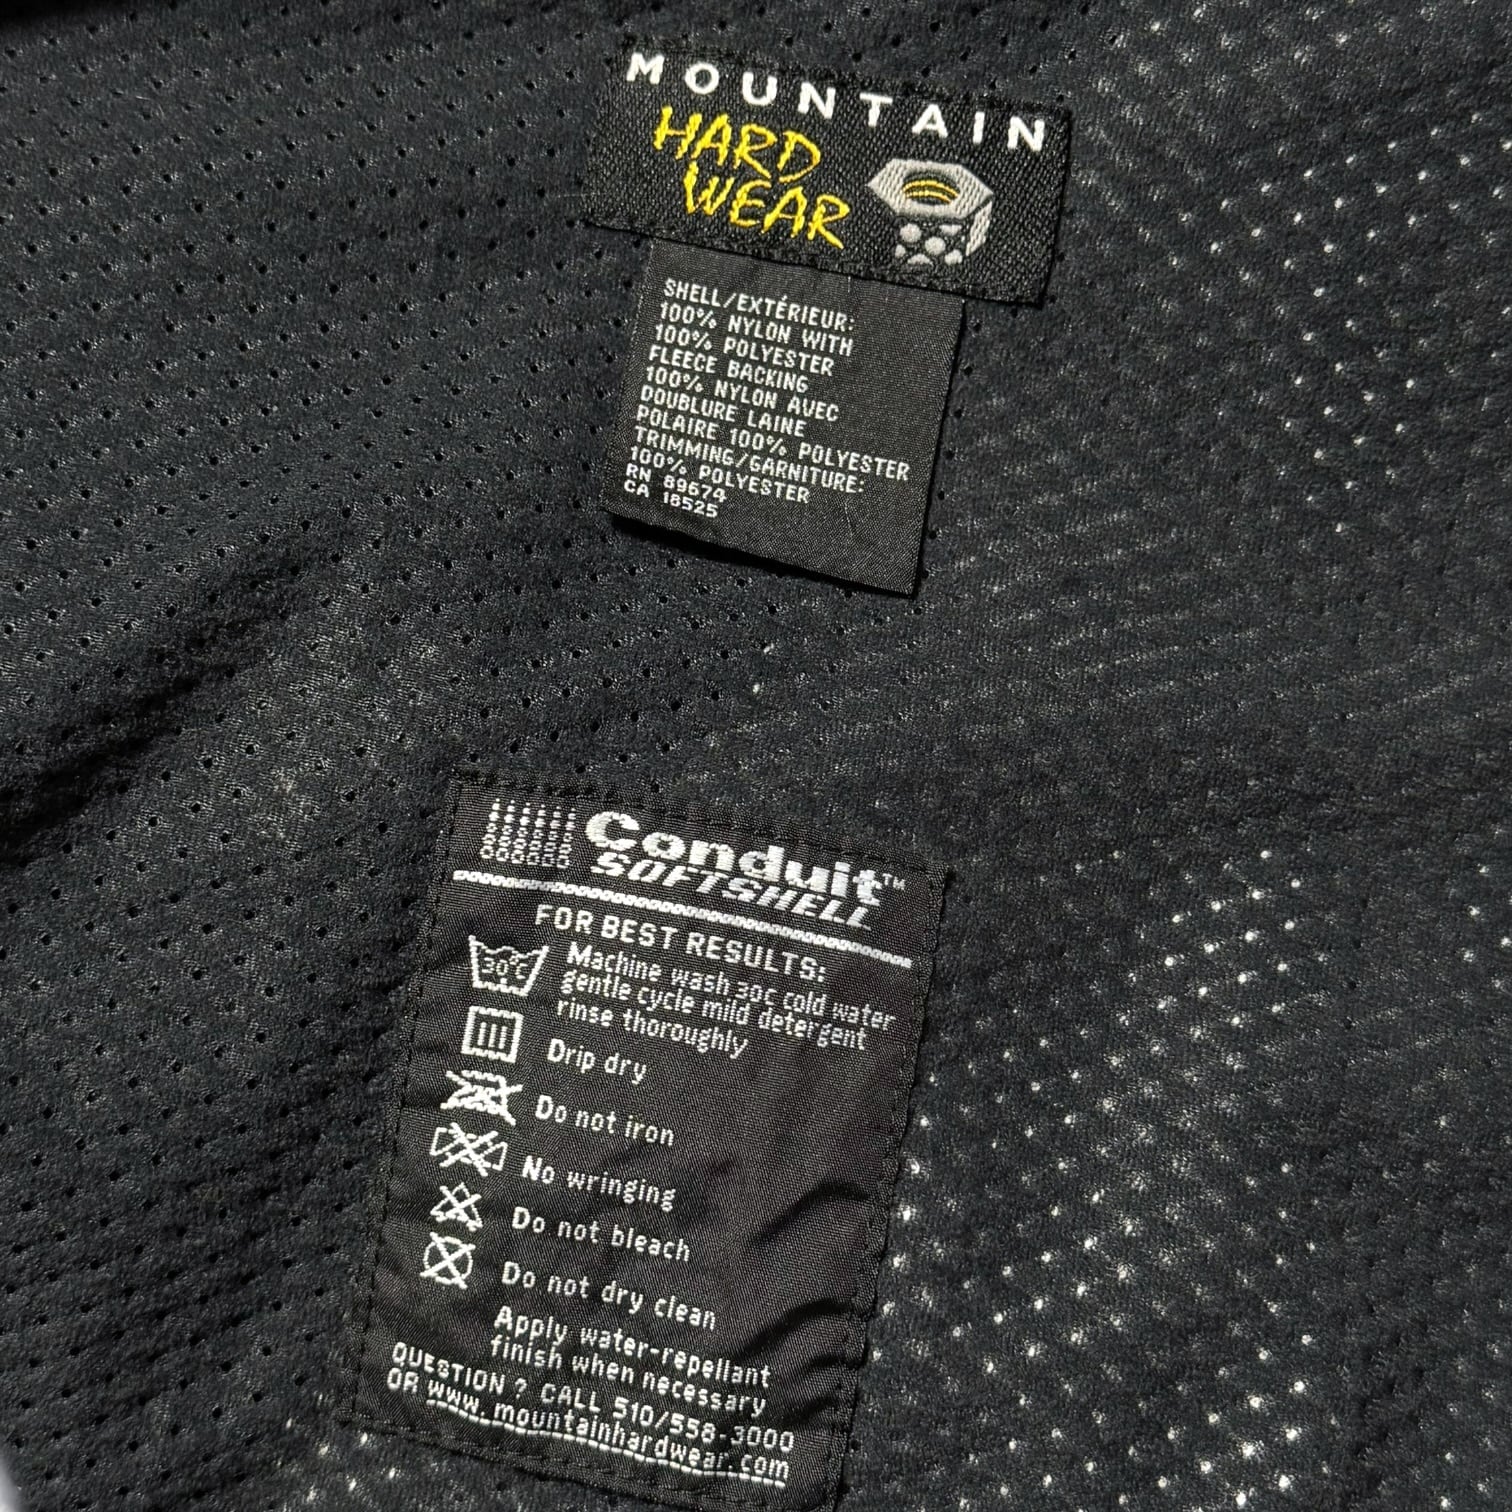 MOUNTAIN
HARD
WEAR
SHELL/EXTÉRIEUR:
100% NYLON WITH
100% POLYESTER
FLEECE BACKING
100% NYLON AVEC
DOUBLURE LAINE
POLAIRE 100% POLYESTER
TRIMMING/GARNITURE:
100% POLYESTER
RN 89674
CA 18525
Conduit™
SOFTSHELL
FOR BEST RESULTS:
30°C
Machine wash 30c cold water
gentle cycle mild detergent
rinse thoroughly
Drip dry
Do not iron
No wringing
Do not bleach
Do not dry clean
Apply water-repellant
finish when necessary
QUESTION ? CALL 510/558-3000
OR www.mountainhardwear.com